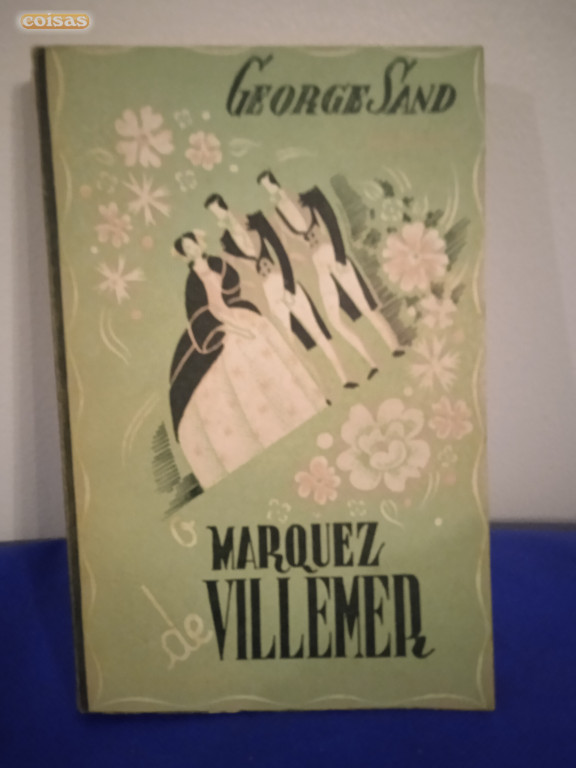 coisas
GEORGE SAND
O MARQUEZ
de VILLEMER